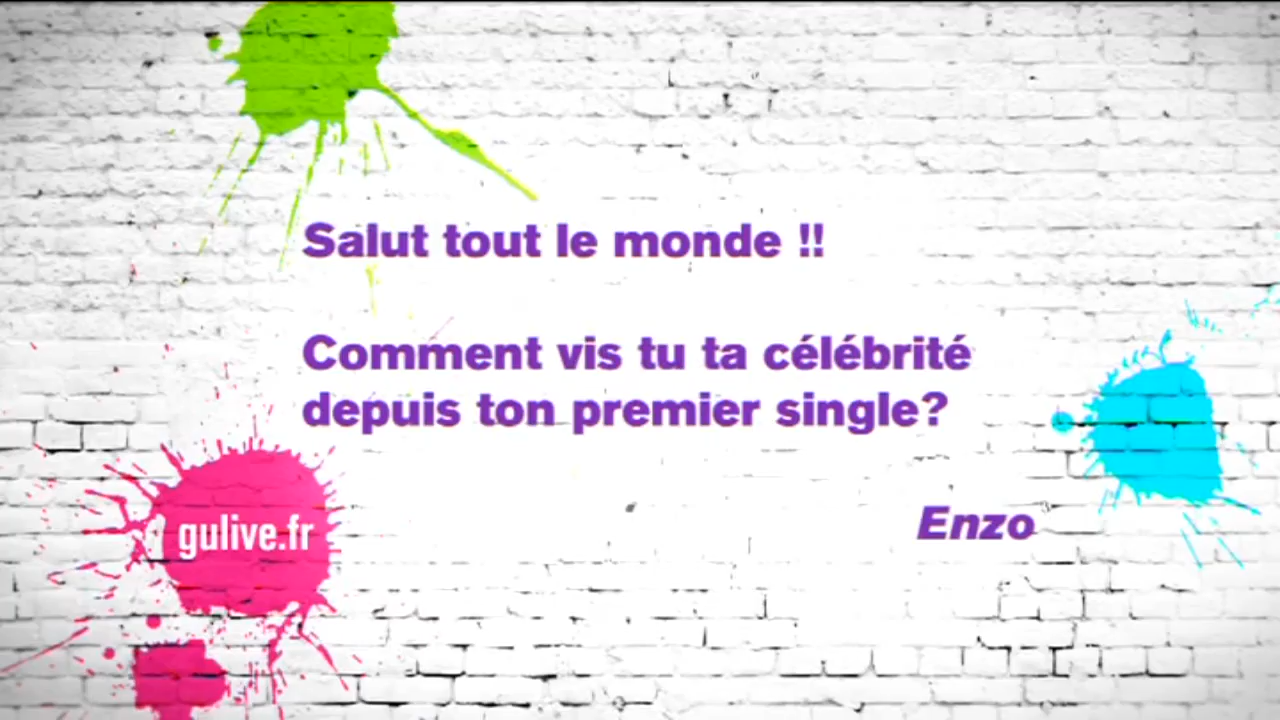 Salut tout le monde !!
Comment vis tu ta célébrité
depuis ton premier single?
Enzo
gulive.fr